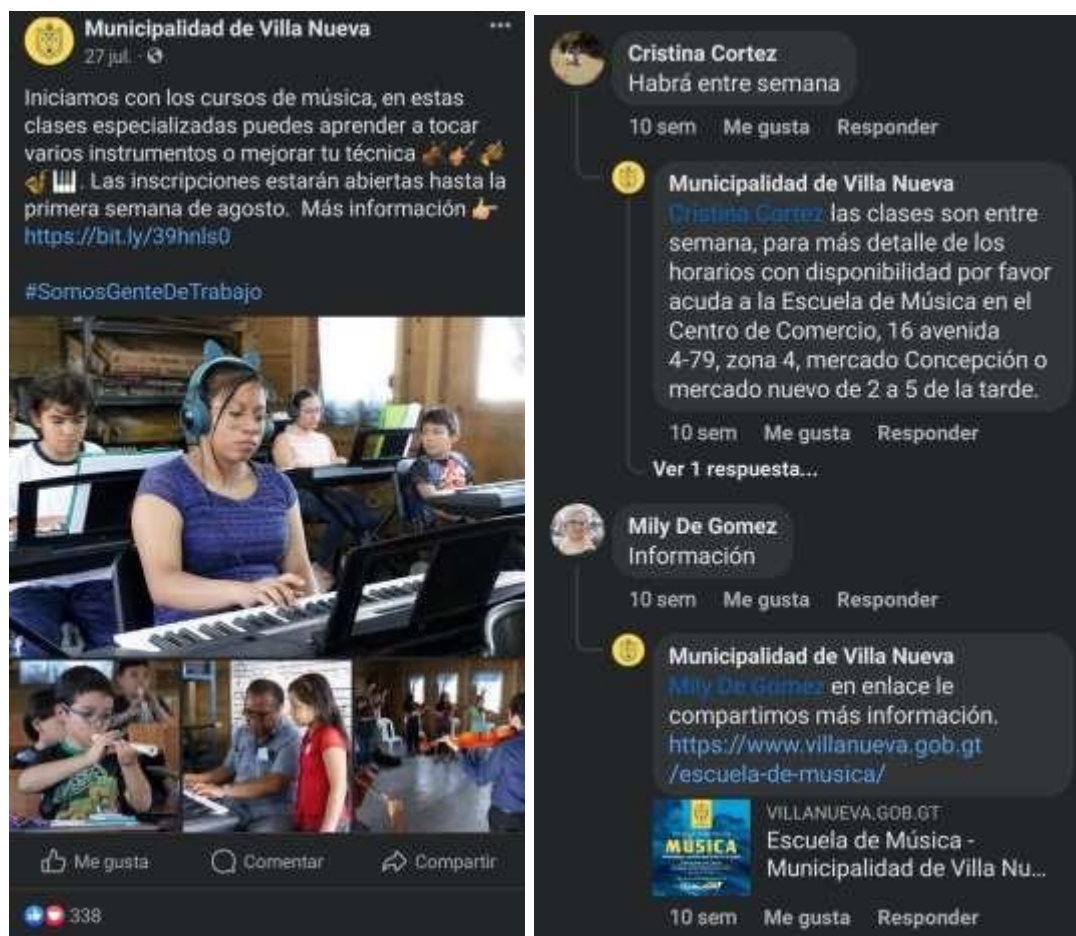 Municipalidad de Villa Nueva
27 jul.
Iniciamos con los cursos de música, en estas
clases especializadas puedes aprender a tocar
varios instrumentos o mejorar tu técnica
. Las inscripciones estarán abiertas hasta la
primera semana de agosto. Más información
https://bit.ly/39hnls0
#SomosGenteDeTrabajo
Me gusta Comentar Compartir
338
Cristina Cortez
Habrá entre semana
10 sem Me gusta Responder
Municipalidad de Villa Nueva
Cristina Cortez las clases son entre
semana, para más detalle de los
horarios con disponibilidad por favor
acuda a la Escuela de Música en el
Centro de Comercio, 16 avenida
4-79, zona 4, mercado Concepción o
mercado nuevo de 2 a 5 de la tarde.
10 sem Me gusta Responder
Ver 1 respuesta...
Mily De Gomez
Información
10 sem Me gusta Responder
Municipalidad de Villa Nueva
Mily De Gomez en enlace le
compartimos más información.
https://www.villanueva.gob.gt
/escuela-de-musica/
MÚSICA
VILLANUEVA.GOB.GT
Escuela de Música -
Municipalidad de Villa Nu...
10 sem Me gusta Responder